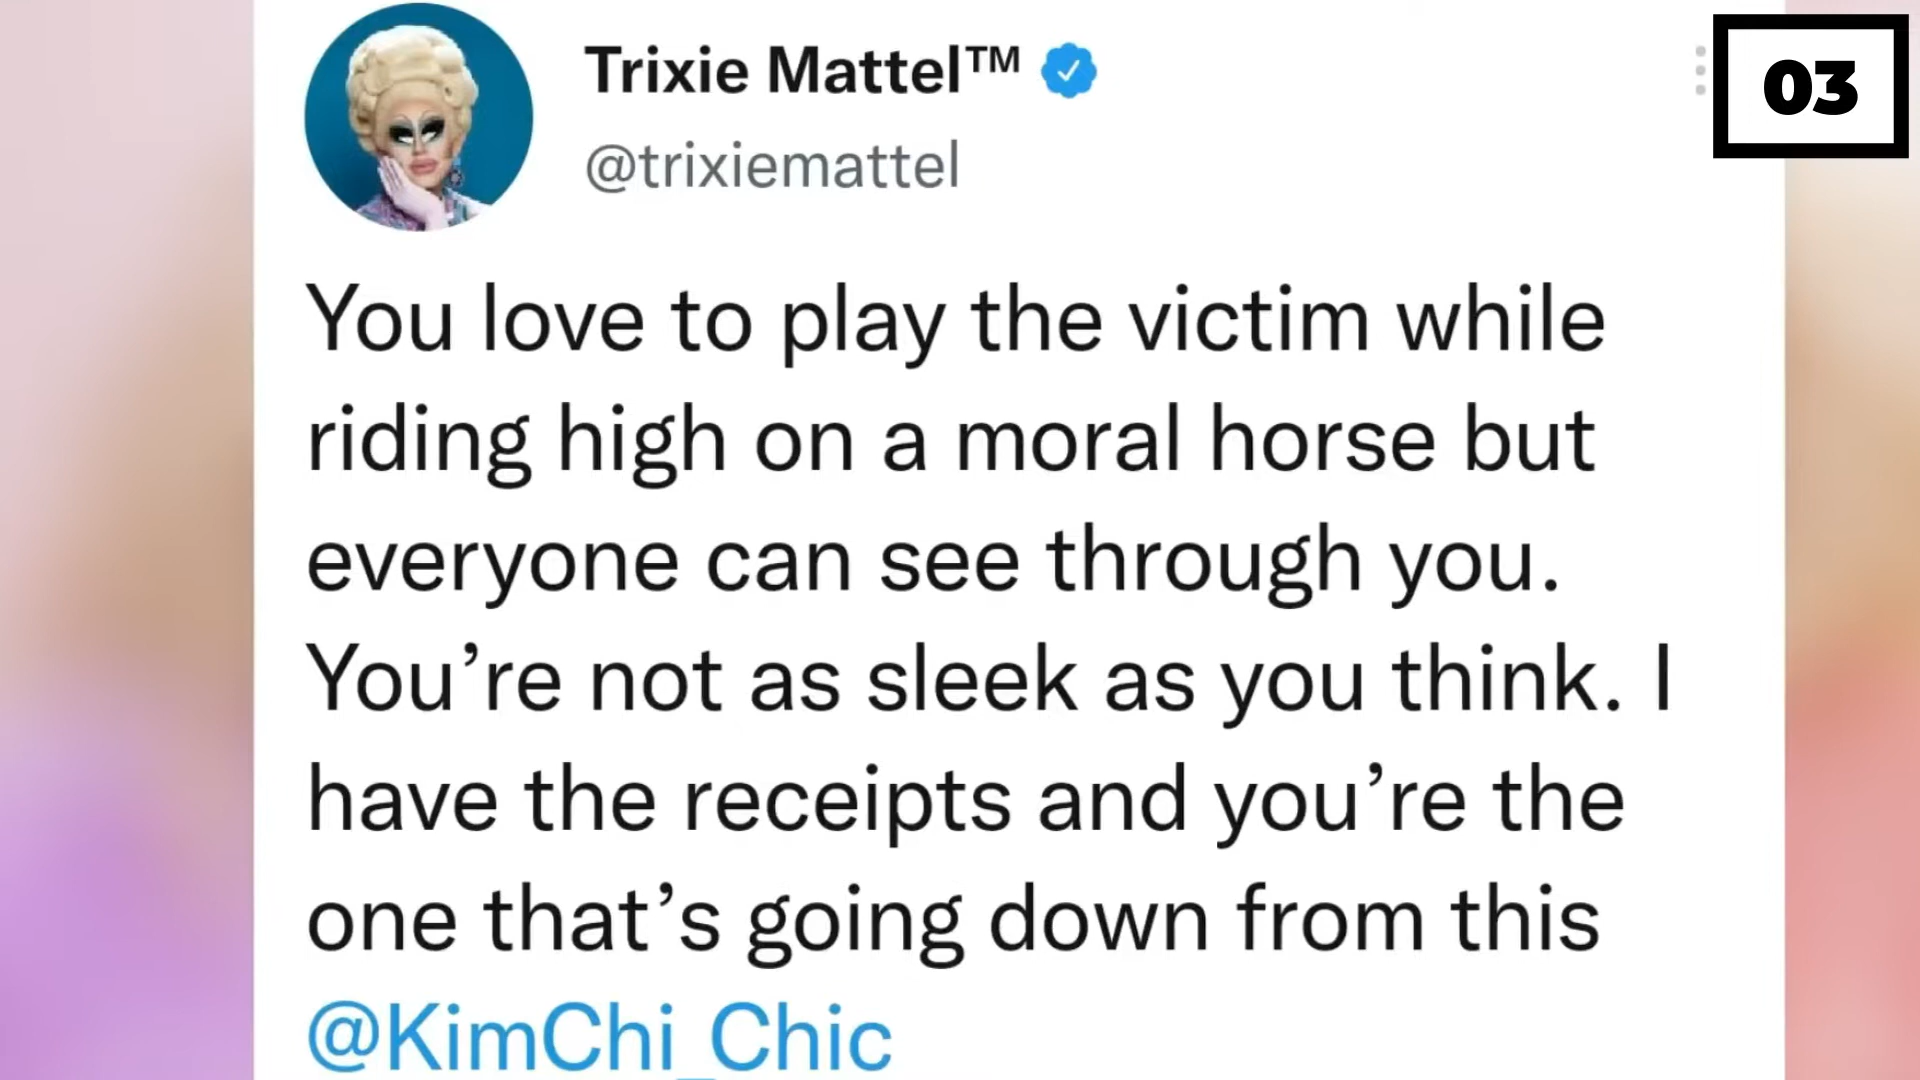 Trixie Mattel™
03
@trixiemattel
You love to play the victim while
riding high on a moral horse but
everyone can see through you.
You’re not as sleek as you think. I
have the receipts and you’re the
one that’s going down from this
@KimChi_Chic